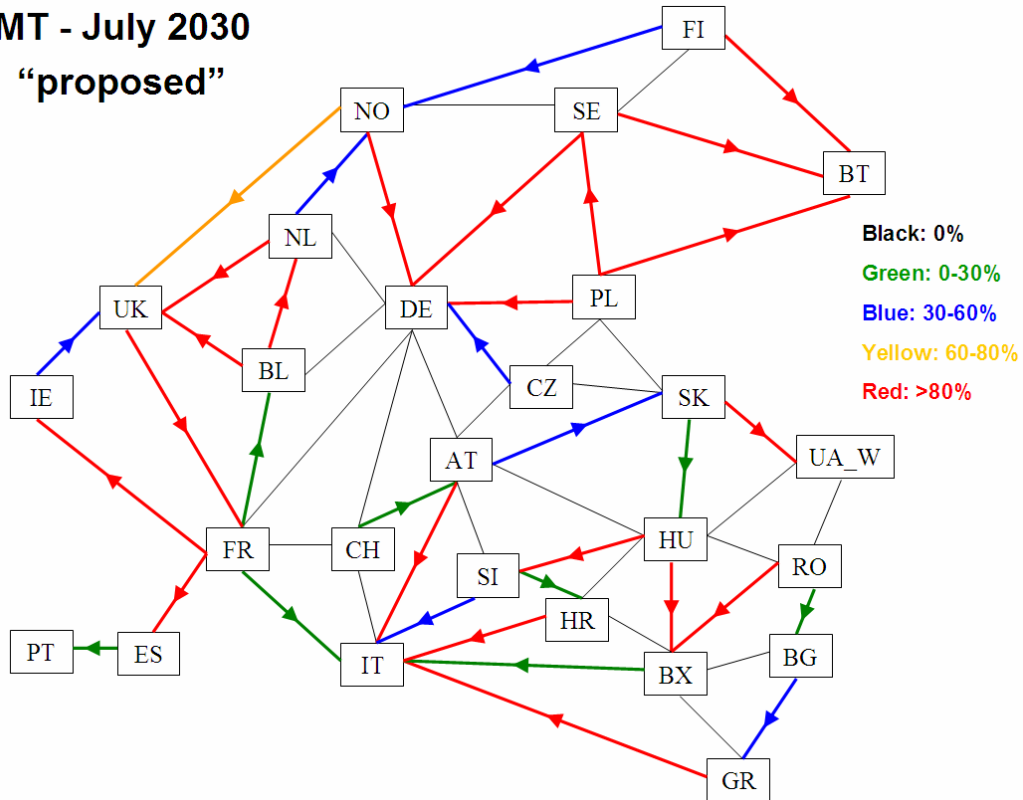 MT - July 2030
“proposed”
FI
NO
SE
BT
NL
Black: 0%
Green: 0-30%
UK
DE
PL
Blue: 30-60%
Yellow: 60-80%
BL
CZ
IE
SK
Red: >80%
AT
UA_W
FR
CH
HU
RO
SI
HR
PT
ES
IT
BX
BG
GR